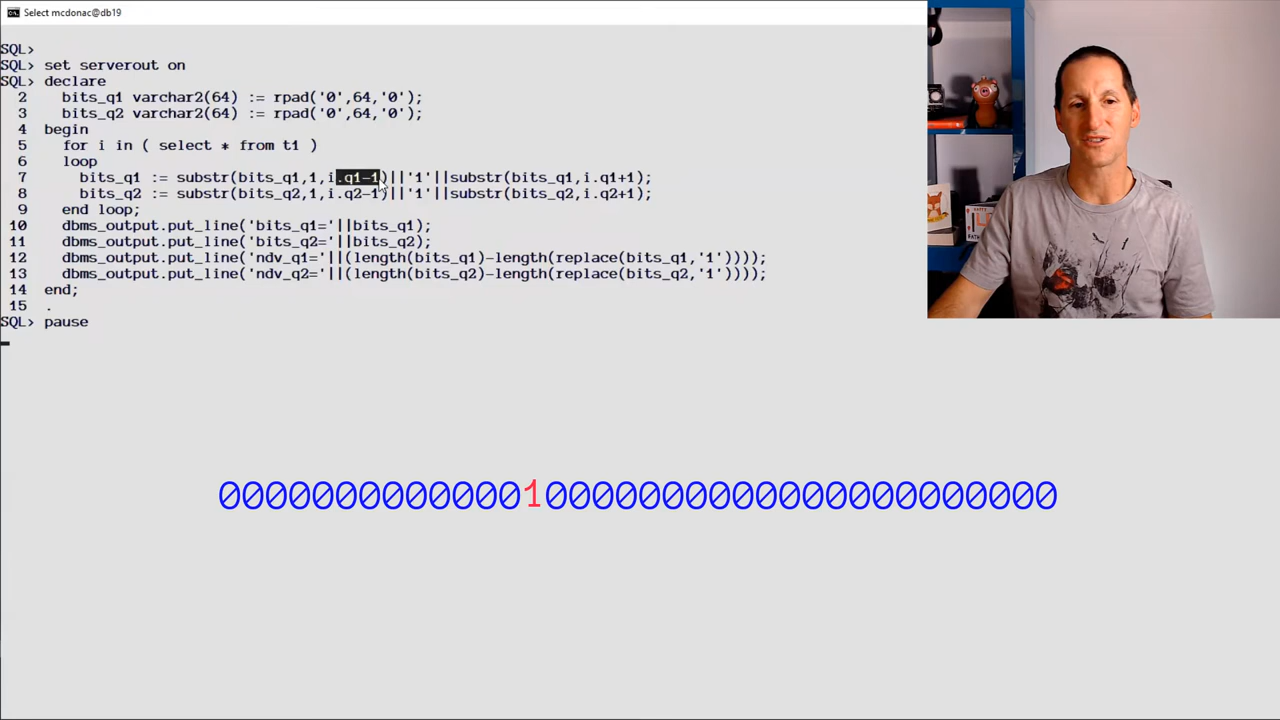 Select mcdonac@db19
SQL>
SQL> set serverout on
SQL> declare
2 bits_q1 varchar2(64) := rpad('0',64,'0');
3 bits_q2 varchar2(64) := rpad('0',64,'0');
4 begin
5 for i in ( select * from t1 )
6 loop
7 bits_q1 := substr(bits_q1,1,i.q1-1)||'1'||substr(bits_q1,i.q1+1);
8 bits_q2 := substr(bits_q2,1,i.q2-1)||'1'||substr(bits_q2,i.q2+1);
9 end loop;
10 dbms_output.put_line('bits_q1='||bits_q1);
11 dbms_output.put_line('bits_q2='||bits_q2);
12 dbms_output.put_line('ndv_q1='||(length(bits_q1)-length(replace(bits_q1,'1'))));
13 dbms_output.put_line('ndv_q2='||(length(bits_q2)-length(replace(bits_q2,'1'))));
14 end;
15 .
SQL> pause
000000000000010000000000000000000000